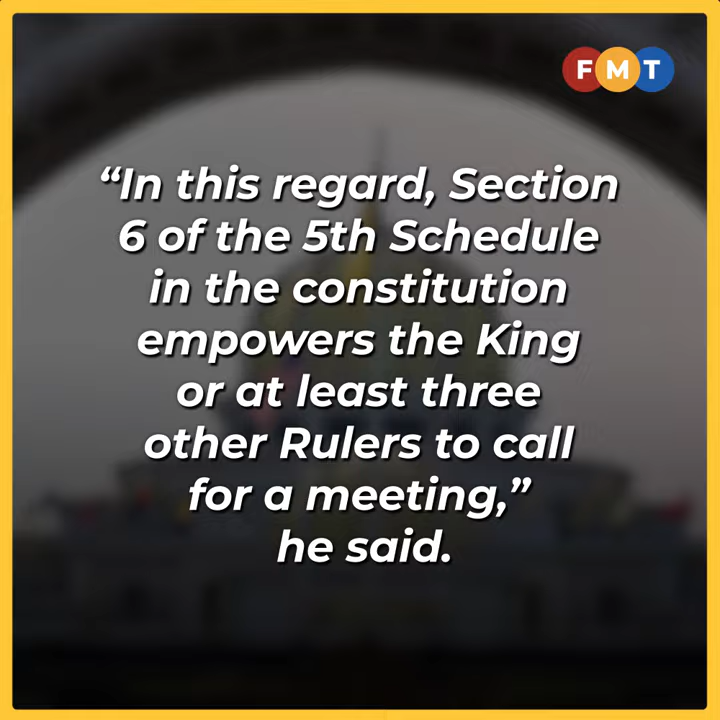 FMT
“In this regard, Section
6 of the 5th Schedule
in the constitution
empowers the King
or at least three
other Rulers to call
for a meeting,”
he said.